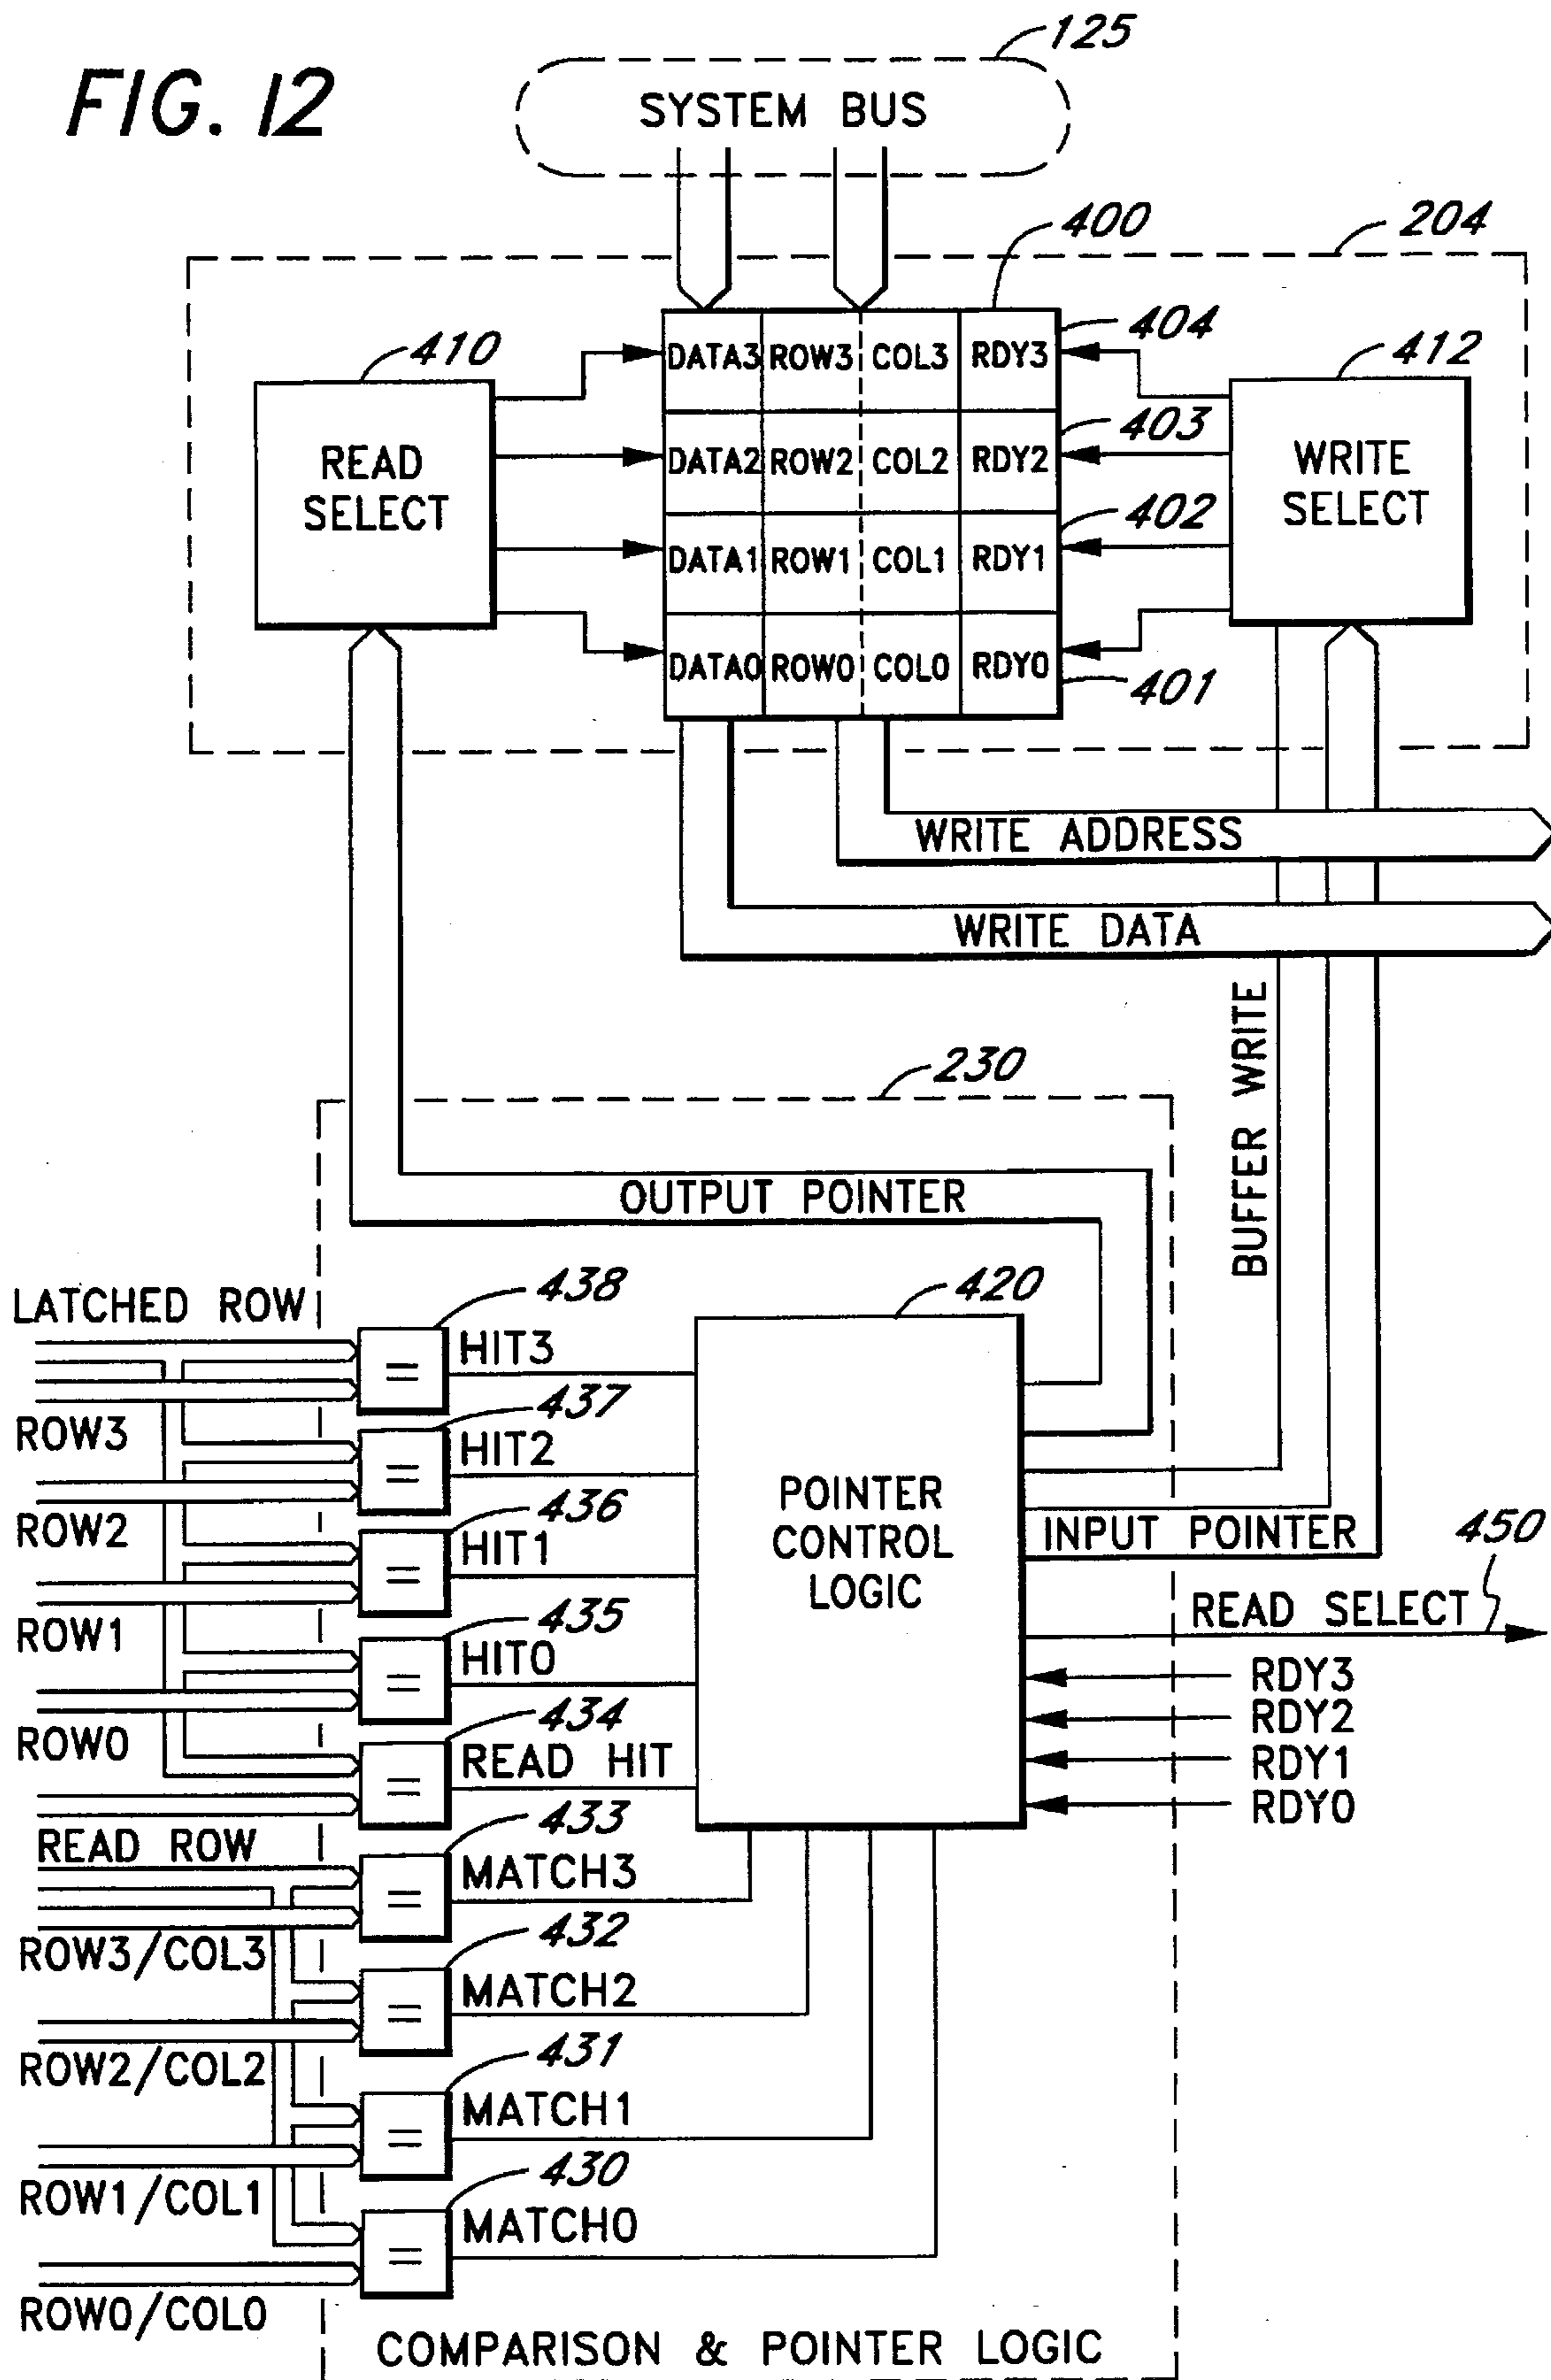 FIG. 12
125
SYSTEM BUS
400
204
410
404
412
DATA3 ROW3 COL3 RDY3
403
READ SELECT
DATA2 ROW2 COL2 RDY2
WRITE SELECT
402
DATA1 ROW1 COL1 RDY1
DATA0 ROW0 COL0 RDY0
401
WRITE ADDRESS
WRITE DATA
BUFFER WRITE
230
OUTPUT POINTER
LATCHED ROW
438
420
= HIT3
ROW3
437
= HIT2
ROW2
436
= HIT1
POINTER
CONTROL
LOGIC
INPUT POINTER
450
READ SELECT
ROW1
435
= HIT0
RDY3
RDY2
RDY1
RDY0
ROW0
434
= READ HIT
READ ROW
433
= MATCH3
ROW3/COL3
432
= MATCH2
ROW2/COL2
431
= MATCH1
ROW1/COL1
430
= MATCH0
ROW0/COL0
COMPARISON & POINTER LOGIC